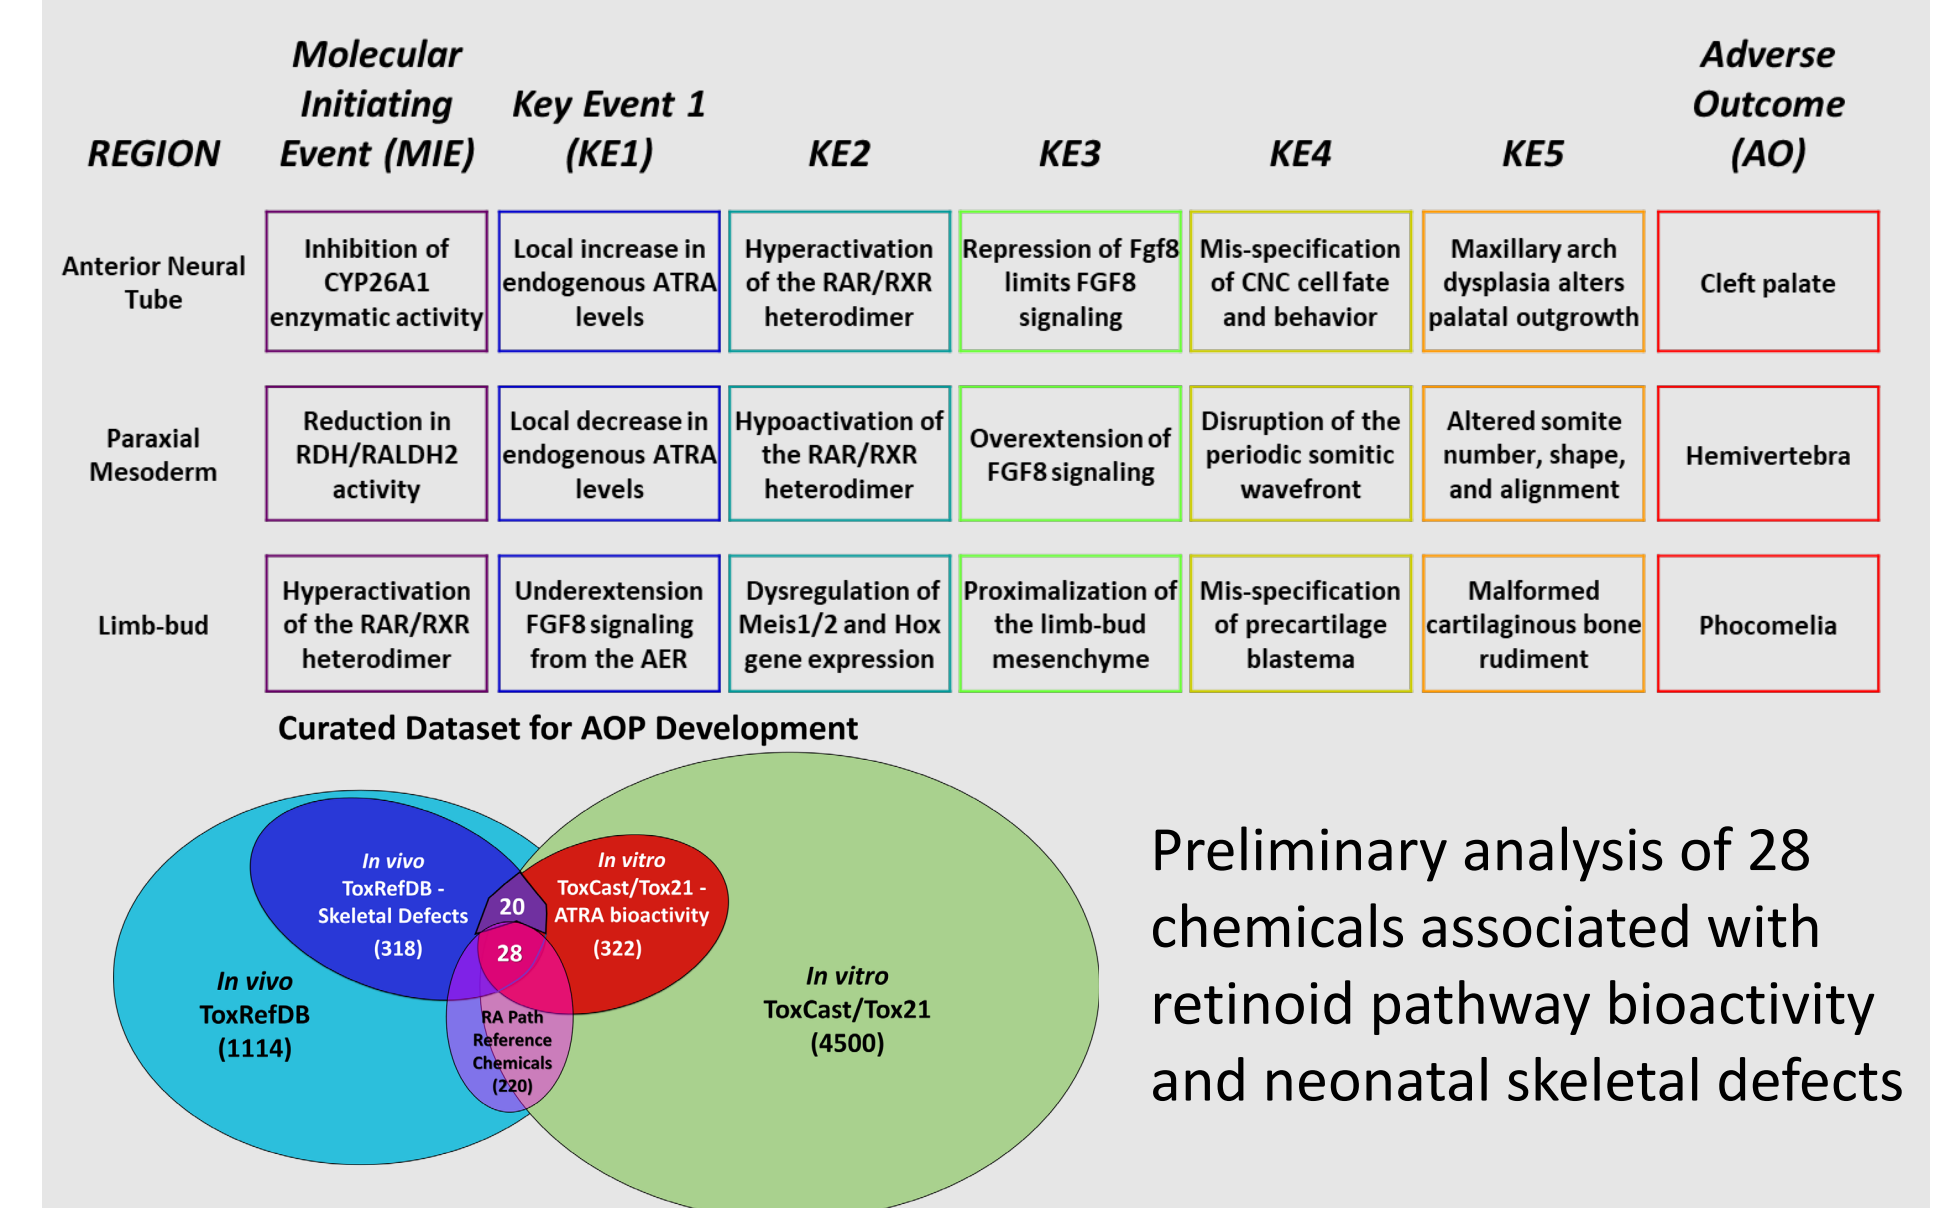 Molecular
Initiating
Event (MIE)
Key Event 1
(KE1)
Adverse
Outcome
(AO)
REGION
KE2
KE3
KE4
KE5
Anterior Neural
Tube
Inhibition of
CYP26A1
enzymatic activity
Local increase in
endogenous ATRA
levels
Hyperactivation
of the RAR/RXR
heterodimer
Repression of Fgf8
limits FGF8
signaling
Mis-specification
of CNC cell fate
and behavior
Maxillary arch
dysplasia alters
palatal outgrowth
Cleft palate
Paraxial
Mesoderm
Reduction in
RDH/RALDH2
activity
Local decrease in
endogenous ATRA
levels
Hypoactivation of
the RAR/RXR
heterodimer
Overextension of
FGF8 signaling
Disruption of the
periodic somitic
wavefront
Altered somite
number, shape,
and alignment
Hemivertebra
Limb-bud
Hyperactivation
of the RAR/RXR
heterodimer
Underextension
FGF8 signaling
from the AER
Dysregulation of
Meis1/2 and Hox
gene expression
Proximalization of
the limb-bud
mesenchyme
Mis-specification
of precartilage
blastema
Malformed
cartilaginous bone
rudiment
Phocomelia
Curated Dataset for AOP Development
In vivo
ToxRefDB -
Skeletal Defects
(318)
20
28
In vitro
ToxCast/Tox21 -
ATRA bioactivity
(322)
In vivo
ToxRefDB
(1114)
RA Path
Reference
Chemicals
(220)
In vitro
ToxCast/Tox21
(4500)
Preliminary analysis of 28
chemicals associated with
retinoid pathway bioactivity
and neonatal skeletal defects